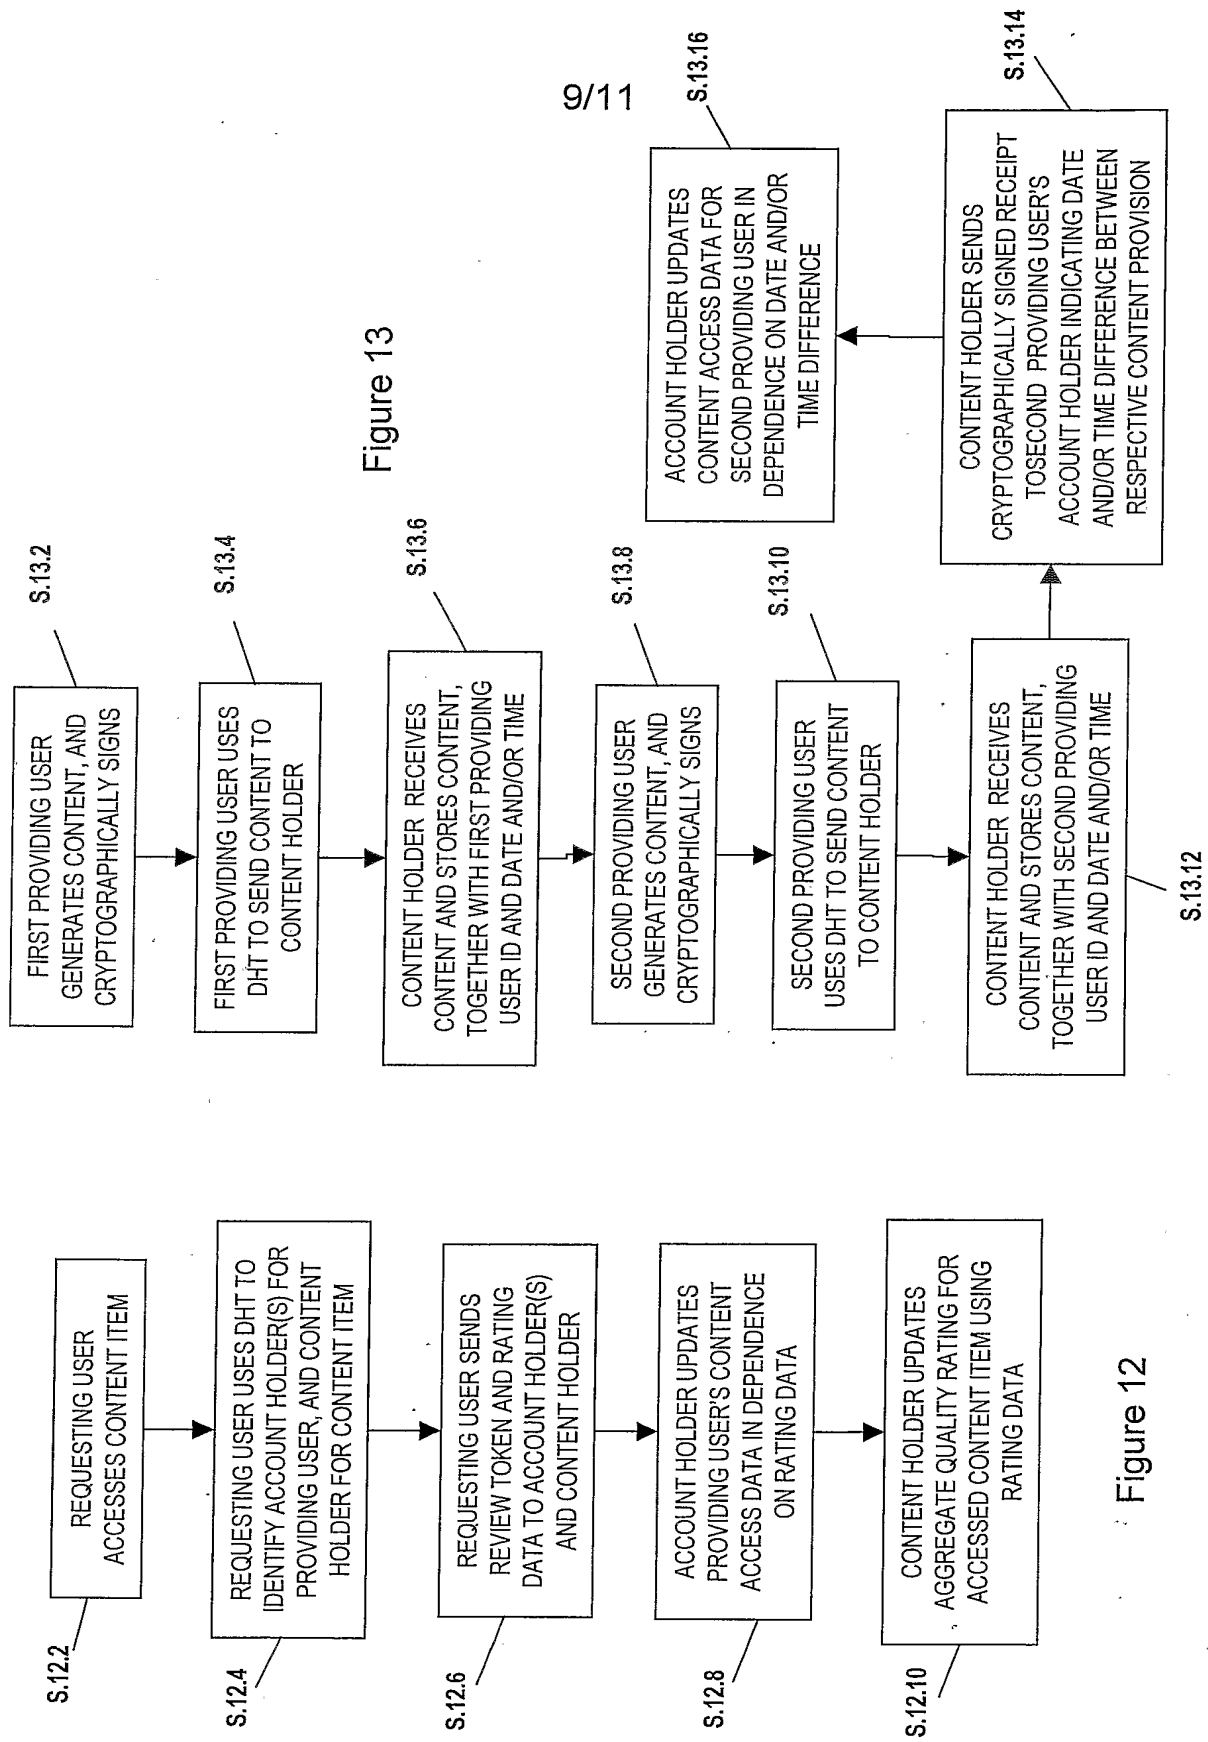 9/11
S.12.2
REQUESTING USER
ACCESSES CONTENT ITEM
S.12.4
REQUESTING USER USES DHT TO
IDENTIFY ACCOUNT HOLDER(S) FOR
PROVIDING USER, AND CONTENT
HOLDER FOR CONTENT ITEM
S.12.6
REQUESTING USER SENDS
REVIEW TOKEN AND RATING
DATA TO ACCOUNT HOLDER(S)
AND CONTENT HOLDER
S.12.8
ACCOUNT HOLDER UPDATES
PROVIDING USER'S CONTENT
ACCESS DATA IN DEPENDENCE
ON RATING DATA
S.12.10
CONTENT HOLDER UPDATES
AGGREGATE QUALITY RATING FOR
ACCESSED CONTENT ITEM USING
RATING DATA
Figure 12
FIRST PROVIDING USER
GENERATES CONTENT, AND
CRYPTOGRAPHICALLY SIGNS
S.13.2
FIRST PROVIDING USER USES
DHT TO SEND CONTENT TO
CONTENT HOLDER
S.13.4
CONTENT HOLDER RECEIVES
CONTENT AND STORES CONTENT,
TOGETHER WITH FIRST PROVIDING
USER ID AND DATE AND/OR TIME
S.13.6
SECOND PROVIDING USER
GENERATES CONTENT, AND
CRYPTOGRAPHICALLY SIGNS
S.13.8
SECOND PROVIDING USER
USES DHT TO SEND CONTENT
TO CONTENT HOLDER
S.13.10
CONTENT HOLDER RECEIVES
CONTENT AND STORES CONTENT,
TOGETHER WITH SECOND PROVIDING
USER ID AND DATE AND/OR TIME
S.13.12
CONTENT HOLDER SENDS
CRYPTOGRAPHICALLY SIGNED RECEIPT
TOSECOND PROVIDING USER'S
ACCOUNT HOLDER INDICATING DATE
AND/OR TIME DIFFERENCE BETWEEN
RESPECTIVE CONTENT PROVISION
S.13.14
ACCOUNT HOLDER UPDATES
CONTENT ACCESS DATA FOR
SECOND PROVIDING USER IN
DEPENDENCE ON DATE AND/OR
TIME DIFFERENCE
S.13.16
Figure 13